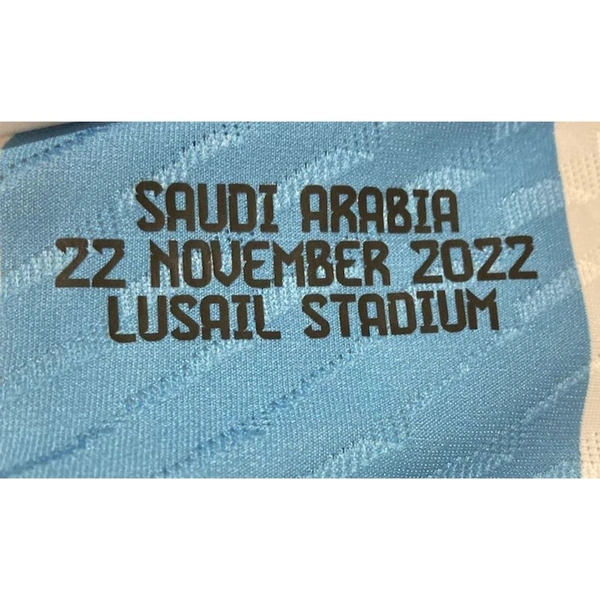 SAUDI ARABIA
22 NOVEMBER 2022
LUSAIL STADIUM